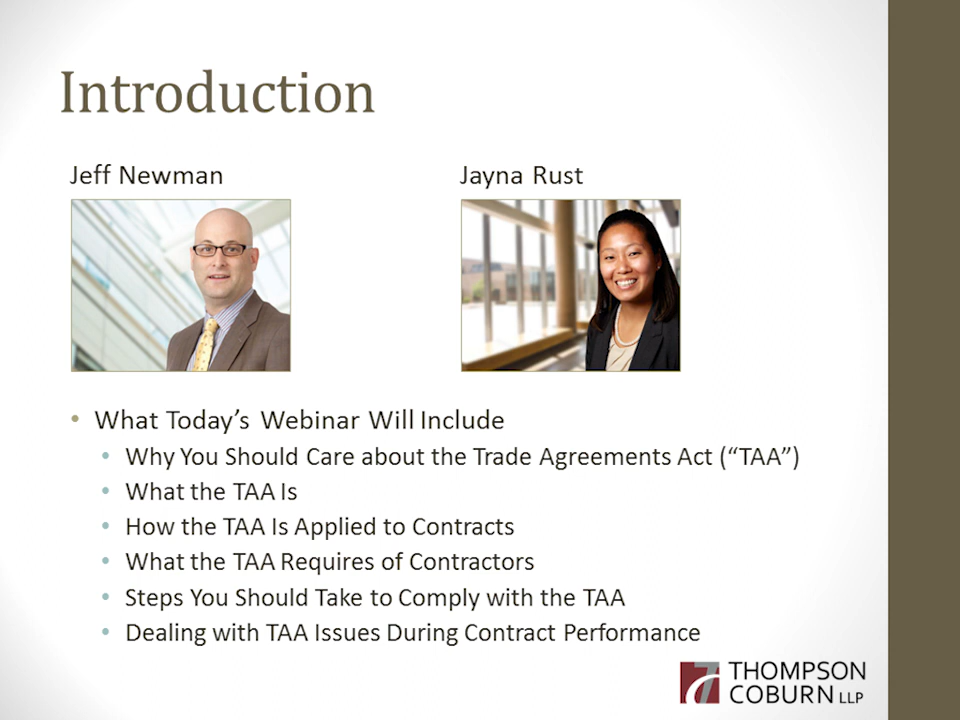 Introduction
Jeff Newman
Jayna Rust
• What Today’s Webinar Will Include
• Why You Should Care about the Trade Agreements Act (“TAA”)
• What the TAA Is
• How the TAA Is Applied to Contracts
• What the TAA Requires of Contractors
• Steps You Should Take to Comply with the TAA
• Dealing with TAA Issues During Contract Performance
THOMPSON
COBURN LLP